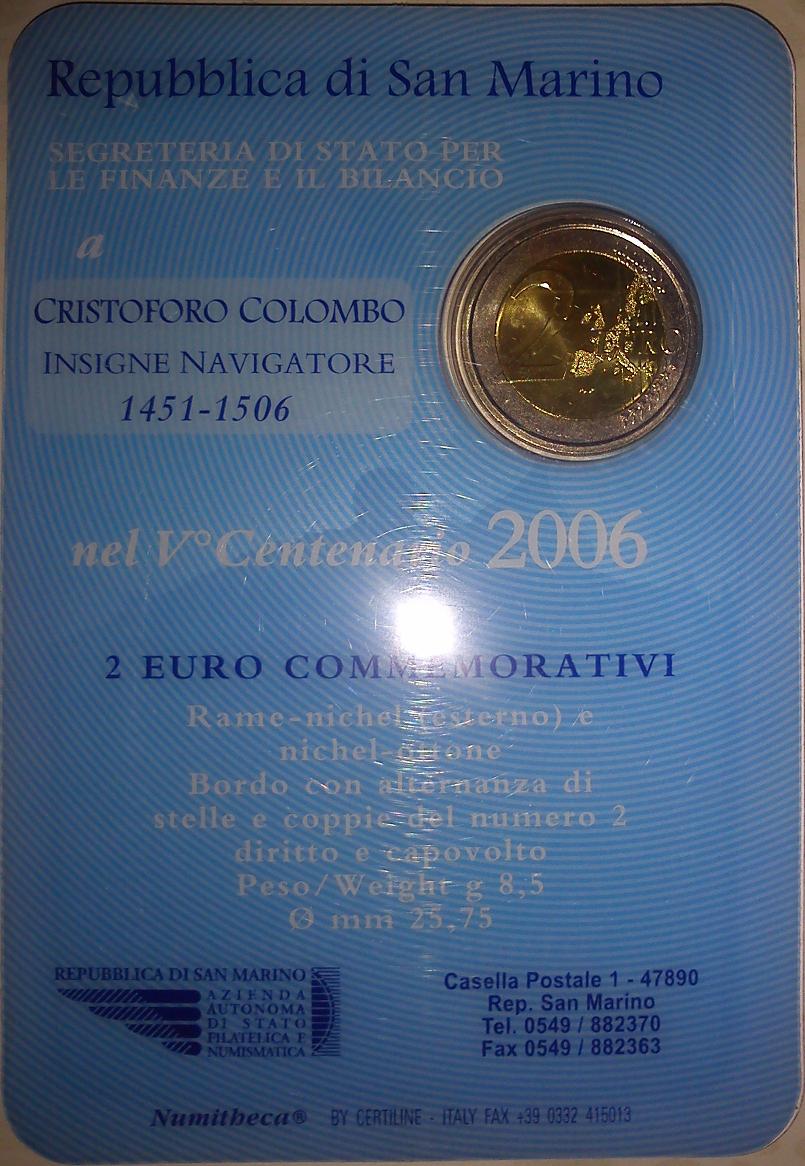 Repubblica di San Marino
SEGRETERIA DI STATO PER
LE FINANZE E IL BILANCIO
a
CRISTOFORO COLOMBO
INSIGNE NAVIGATORE
1451-1506
2 EURO
nel V° Centenario 2006
2 EURO COMMEMORATIVI
Rame-nichel (esterno) e
nichel-ottone
Bordo con alternanza di
stelle e coppie del numero 2
diritto e capovolto
Peso/Weight g 8,5
Ø mm 25,75
REPUBBLICA DI SAN MARINO
AZIENDA
AUTONOMA
DI STATO
FILATELICA E
NUMISMATICA
Casella Postale 1 - 47890
Rep. San Marino
Tel. 0549 / 882370
Fax 0549 / 882363
Numitheca® BY CERTILINE - ITALY FAX +39 0332 415013